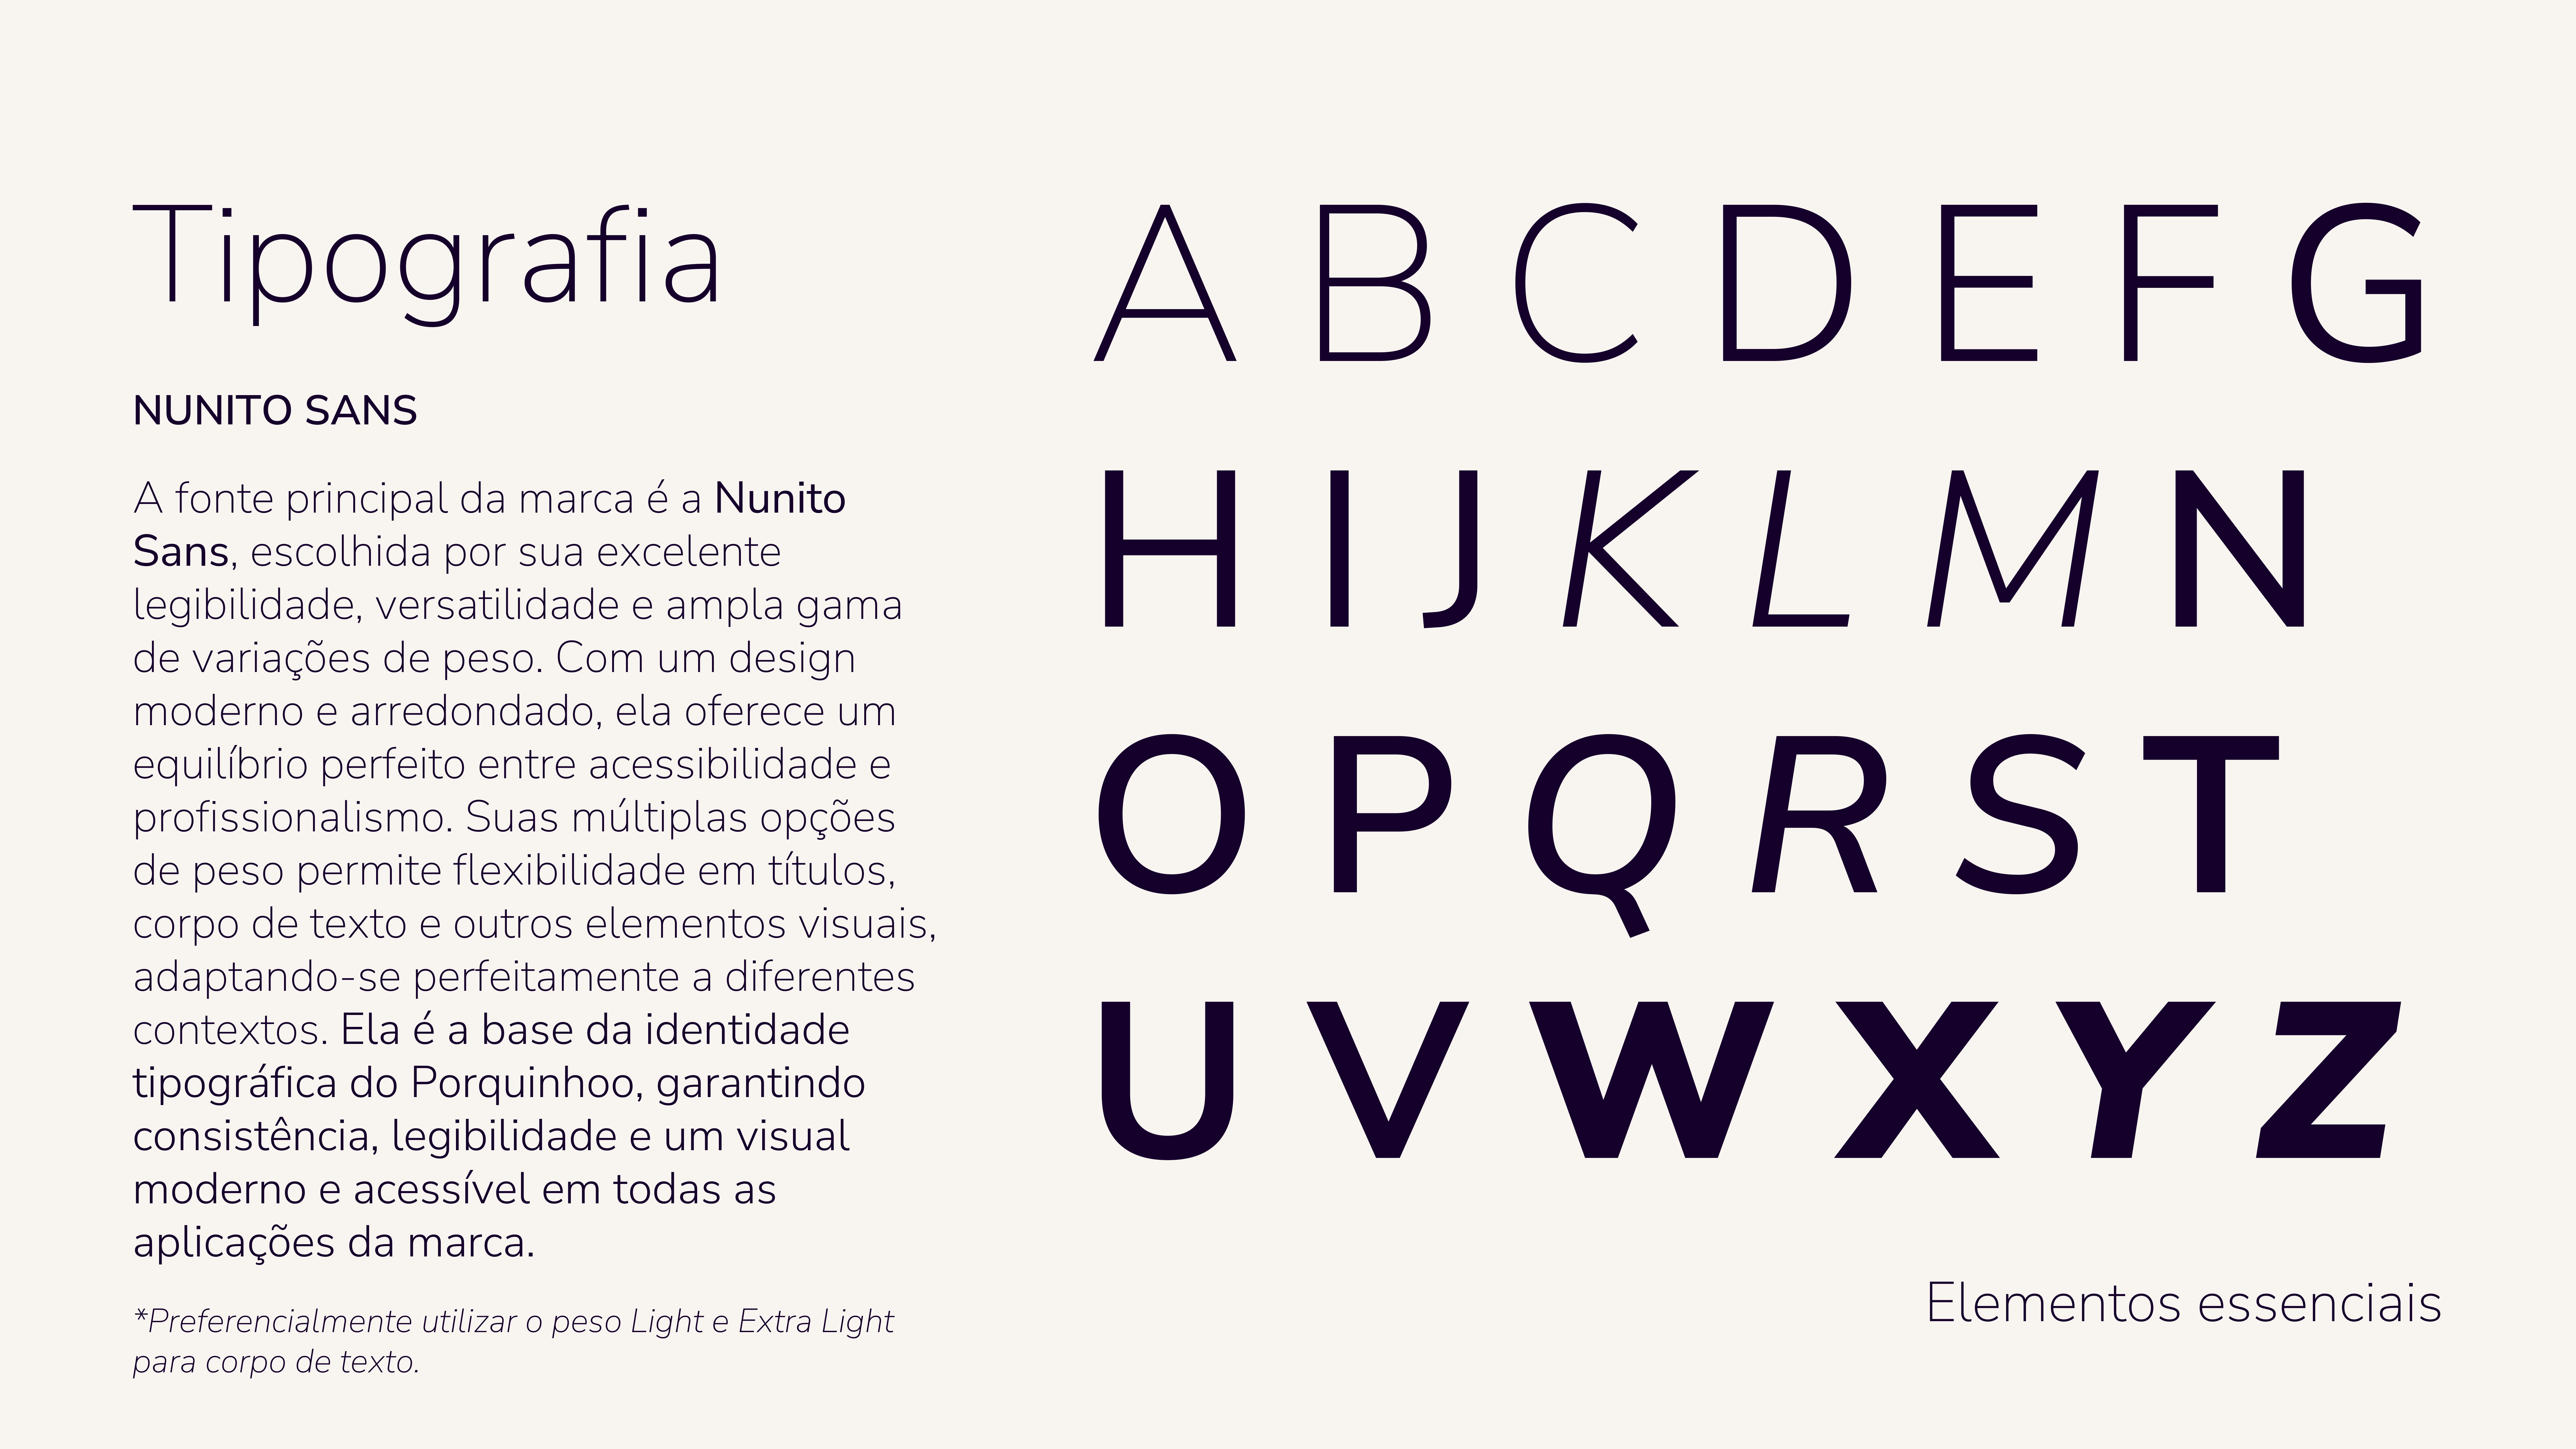 Tipografia
NUNITO SANS
A fonte principal da marca é a Nunito
Sans, escolhida por sua excelente
legibilidade, versatilidade e ampla gama
de variações de peso. Com um design
moderno e arredondado, ela oferece um
equilíbrio perfeito entre acessibilidade e
profissionalismo. Suas múltiplas opções
de peso permite flexibilidade em títulos,
corpo de texto e outros elementos visuais,
adaptando-se perfeitamente a diferentes
contextos. Ela é a base da identidade
tipográfica do Porquinhoo, garantindo
consistência, legibilidade e um visual
moderno e acessível em todas as
aplicações da marca.
*Preferencialmente utilizar o peso Light e Extra Light
para corpo de texto.
A B C D E F G
H I J K L M N
O P Q R S T
U V W X Y Z
Elementos essenciais